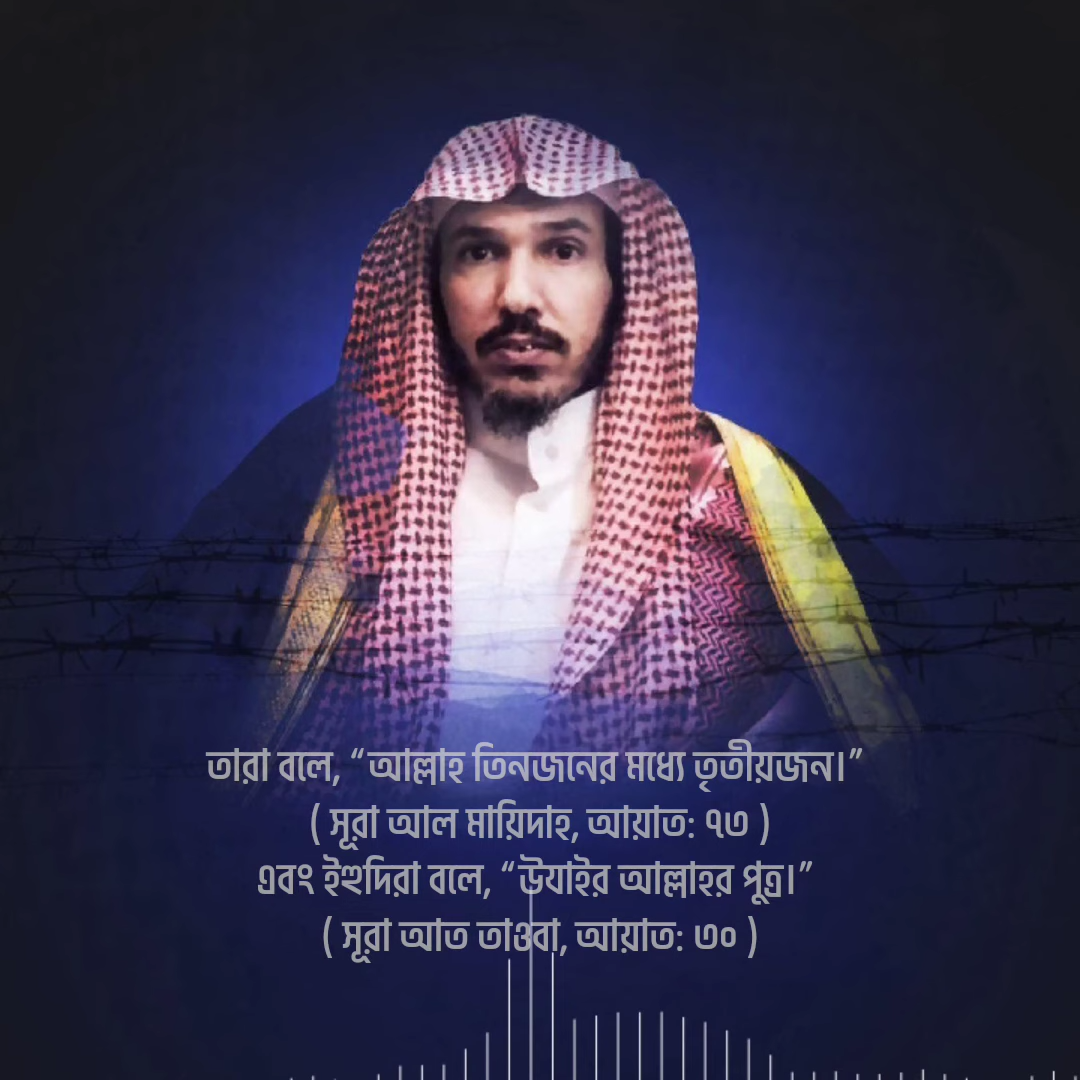 তারা বলে, “আল্লাহ তিনজনের মধ্যে তৃতীয়জন।”
( সূরা আল মায়িদাহ, আয়াত: ৭৩ )
এবং ইহুদিরা বলে, “উযাইর আল্লাহর পুত্র।”
( সূরা আত তাওবা, আয়াত: ৩০ )